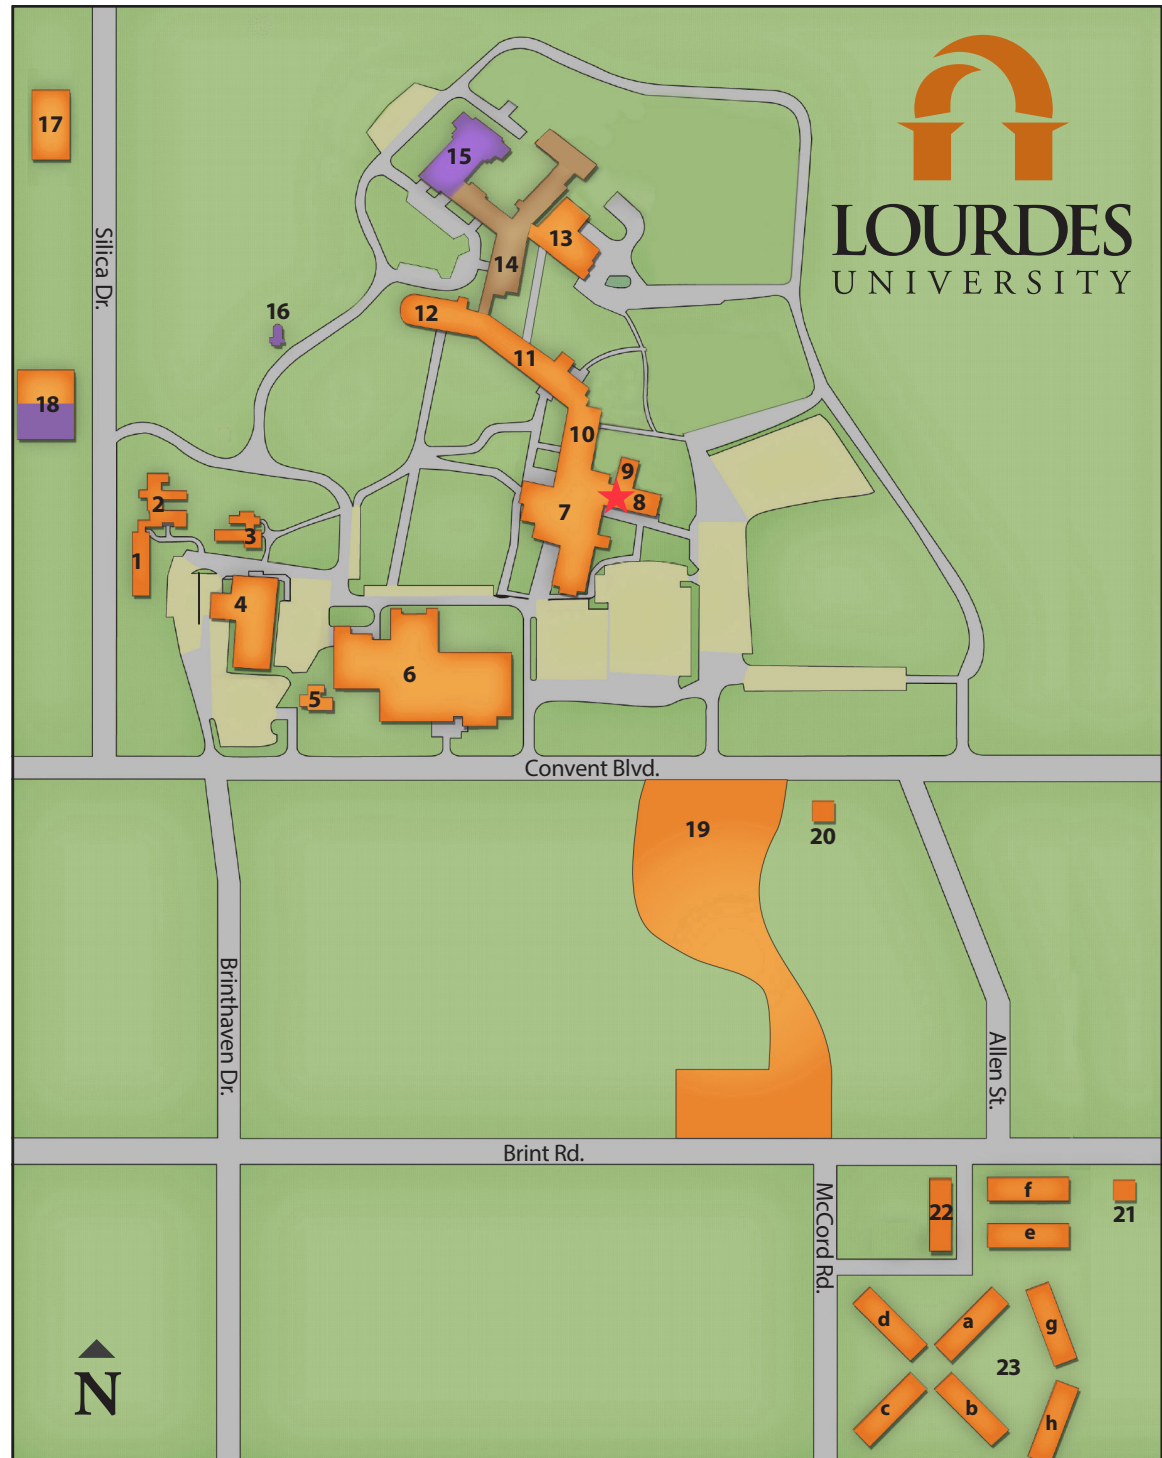 17
15
LOURDES
UNIVERSITY
Silica Dr.
13
14
16
12
11
18
10
9
2
8
7
3
1
4
6
5
Convent Blvd.
19
20
Brinthaven Dr.
Allen St.
Brint Rd.
McCord Rd.
f
22
21
e
d
a
g
23
c
b
h
N